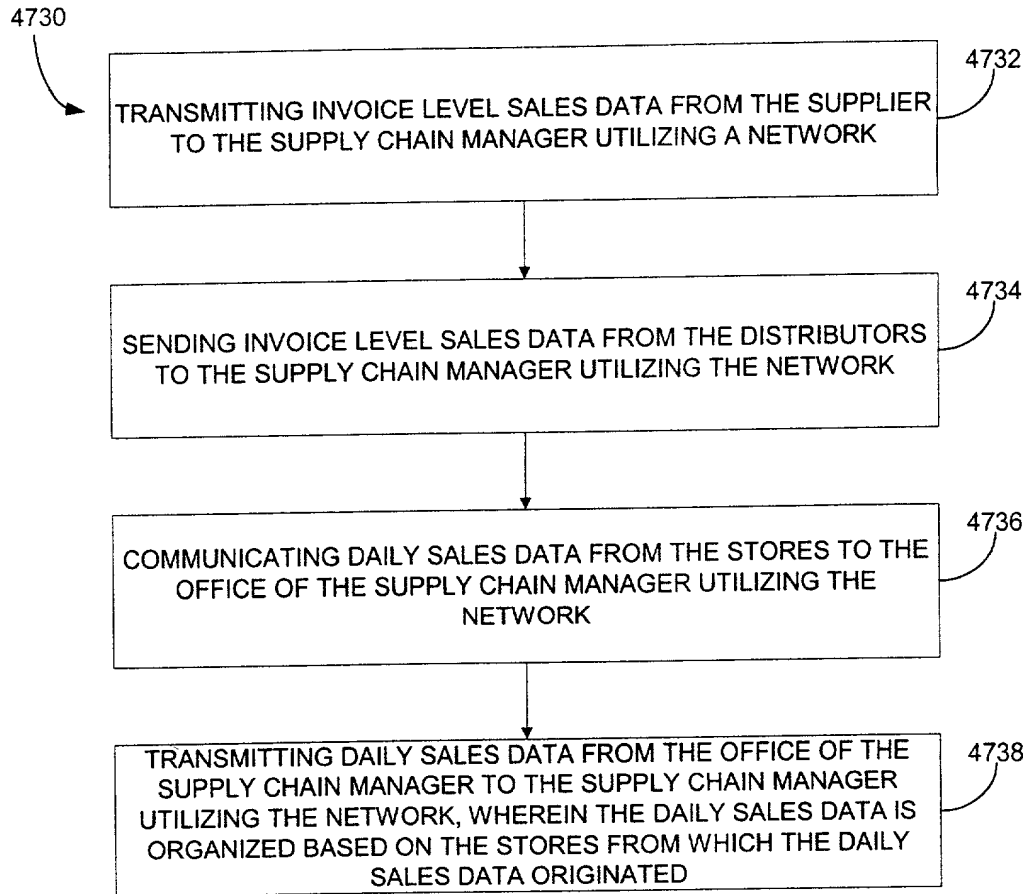 4730
4732
TRANSMITTING INVOICE LEVEL SALES DATA FROM THE SUPPLIER
TO THE SUPPLY CHAIN MANAGER UTILIZING A NETWORK
4734
SENDING INVOICE LEVEL SALES DATA FROM THE DISTRIBUTORS
TO THE SUPPLY CHAIN MANAGER UTILIZING THE NETWORK
4736
COMMUNICATING DAILY SALES DATA FROM THE STORES TO THE
OFFICE OF THE SUPPLY CHAIN MANAGER UTILIZING THE
NETWORK
4738
TRANSMITTING DAILY SALES DATA FROM THE OFFICE OF THE
SUPPLY CHAIN MANAGER TO THE SUPPLY CHAIN MANAGER
UTILIZING THE NETWORK, WHEREIN THE DAILY SALES DATA IS
ORGANIZED BASED ON THE STORES FROM WHICH THE DAILY
SALES DATA ORIGINATED